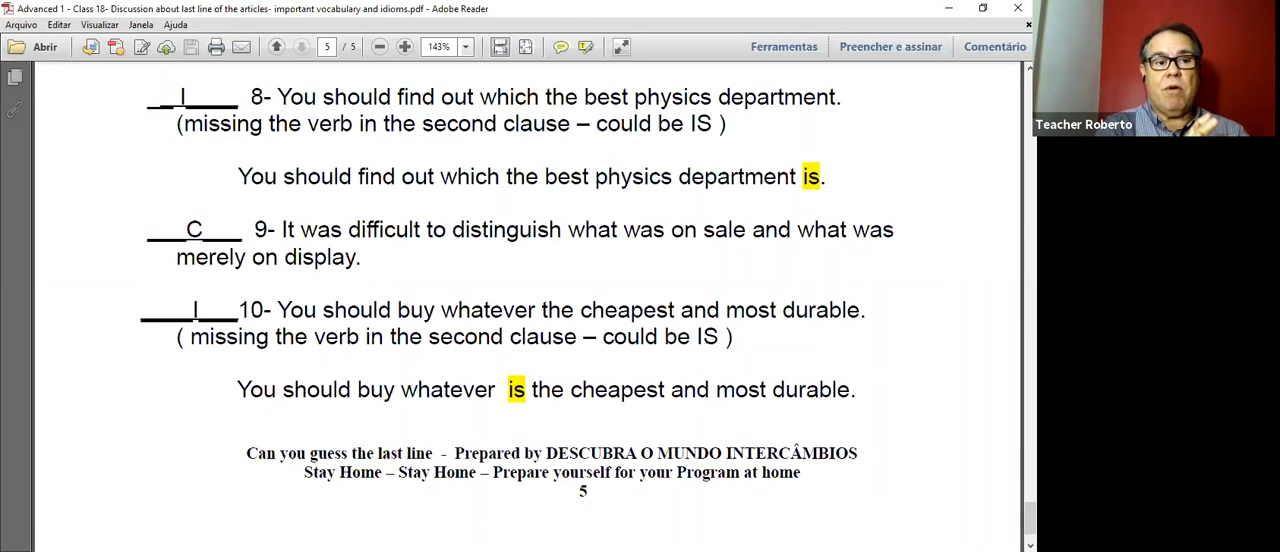 Advanced 1 - Class 18- Discussion about last line of the articles- important vocabulary and idioms.pdf - Adobe Reader
Arquivo Editar Visualizar Janela Ajuda
Abrir 5 / 5 143% Ferramentas Preencher e assinar Comentário
Teacher Roberto
__I____ 8- You should find out which the best physics department.
(missing the verb in the second clause – could be IS )
You should find out which the best physics department is.
___C___ 9- It was difficult to distinguish what was on sale and what was
merely on display.
____I___10- You should buy whatever the cheapest and most durable.
( missing the verb in the second clause – could be IS )
You should buy whatever is the cheapest and most durable.
Can you guess the last line - Prepared by DESCUBRA O MUNDO INTERCÂMBIOS
Stay Home – Stay Home – Prepare yourself for your Program at home
5